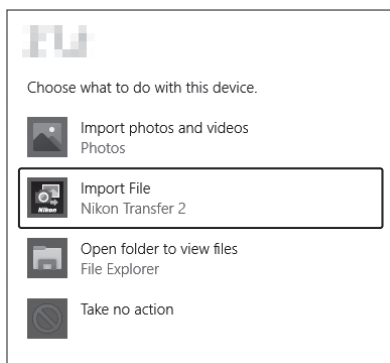 Choose what to do with this device.
Import photos and videos
Photos
Import File
Nikon Transfer 2
Open folder to view files
File Explorer
Take no action